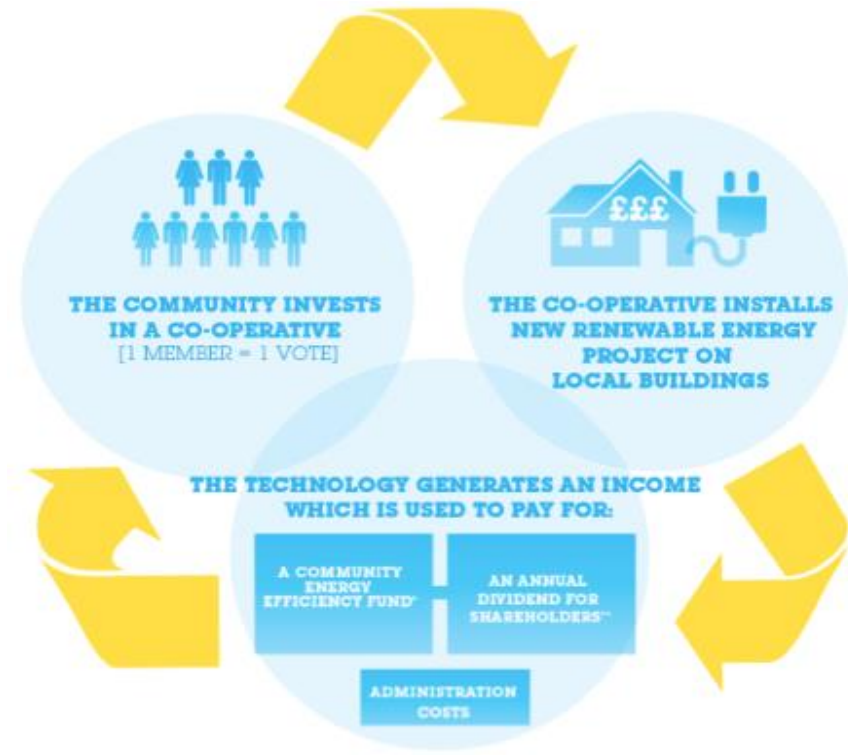 £££
THE COMMUNITY INVESTS
IN A CO-OPERATIVE
[1 MEMBER = 1 VOTE]
THE CO-OPERATIVE INSTALLS
NEW RENEWABLE ENERGY
PROJECT ON
LOCAL BUILDINGS
THE TECHNOLOGY GENERATES AN INCOME
WHICH IS USED TO PAY FOR:
A COMMUNITY
ENERGY
EFFICIENCY FUND*
AN ANNUAL
DIVIDEND FOR
SHAREHOLDERS**
ADMINISTRATION
COSTS